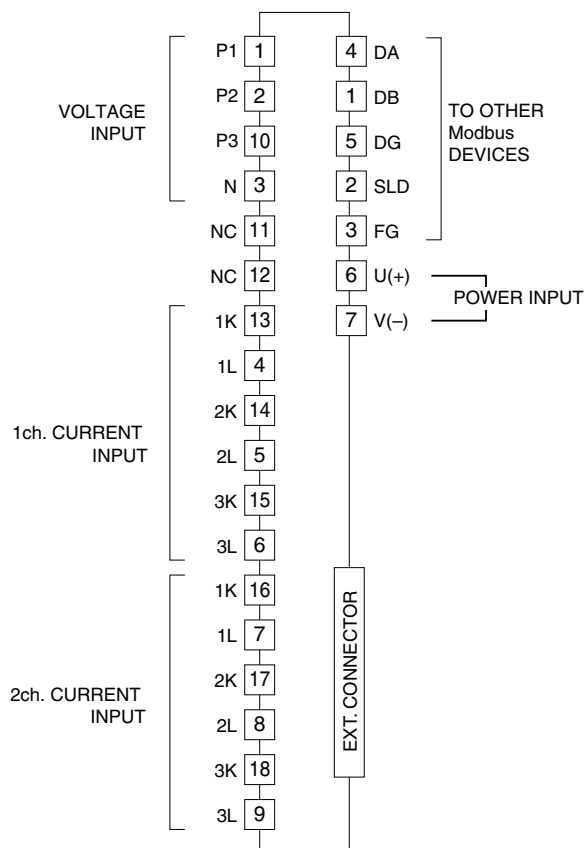 P1 1
P2 2
P3 10
N 3
NC 11
NC 12
1K 13
1L 4
2K 14
2L 5
3K 15
3L 6
1K 16
1L 7
2K 17
2L 8
3K 18
3L 9
VOLTAGE
INPUT
1ch. CURRENT
INPUT
2ch. CURRENT
INPUT
4 DA
1 DB
5 DG
2 SLD
3 FG
6 U(+)
7 V(–)
TO OTHER
Modbus
DEVICES
POWER INPUT
EXT. CONNECTOR